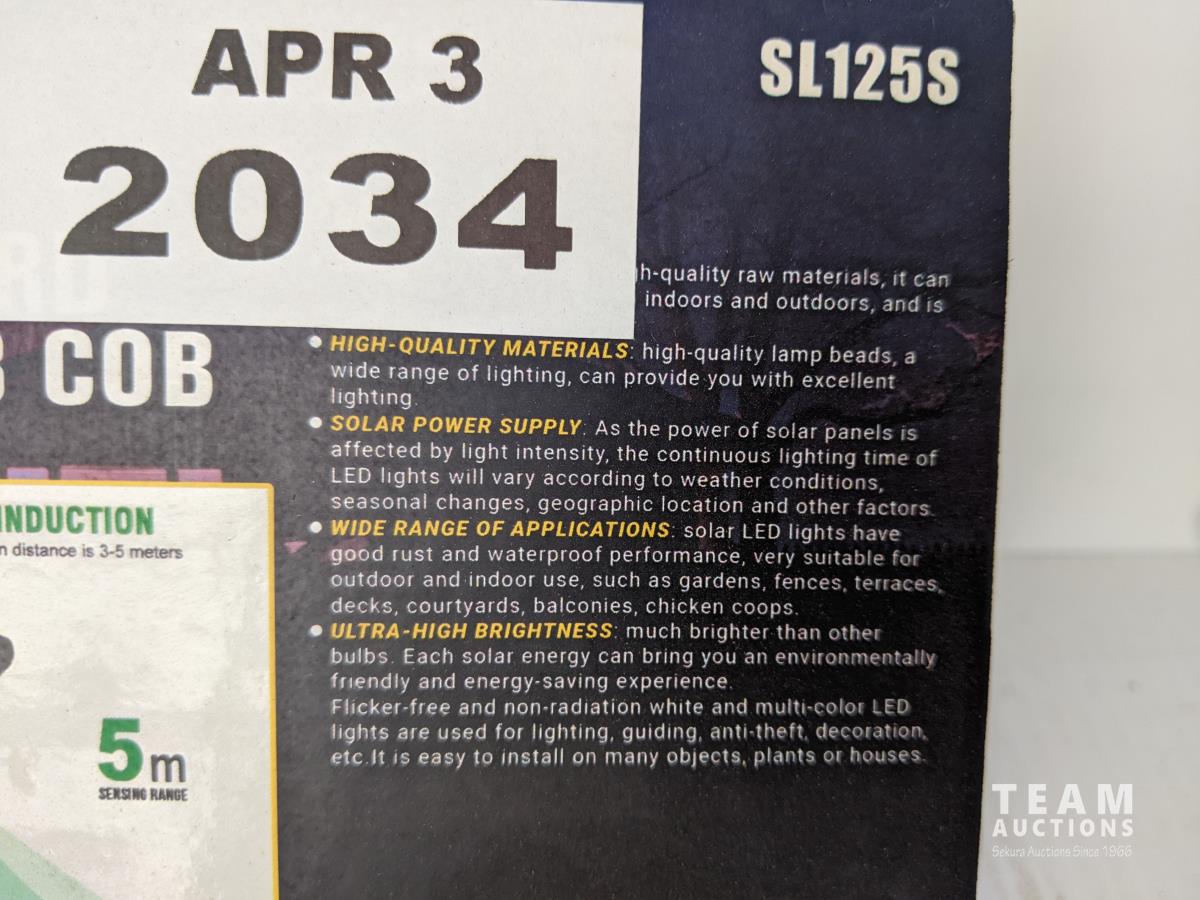 APR 3
2034
SL125S
raw materials, it can
indoors and outdoors, and is
COB
HIGH-QUALITY MATERIALS: high-quality lamp beads, a
wide range of lighting, can provide you with excellent
lighting.
SOLAR POWER SUPPLY: As the power of solar panels is
affected by light intensity, the continuous lighting time of
LED lights will vary according to weather conditions,
seasonal changes, geographic location and other factors.
WIDE RANGE OF APPLICATIONS: solar LED lights have
good rust and waterproof performance, very suitable for
outdoor and indoor use, such as gardens, fences, terraces,
decks, courtyards, balconies, chicken coops.
ULTRA-HIGH BRIGHTNESS: much brighter than other
bulbs. Each solar energy can bring you an environmentally
friendly and energy-saving experience.
Flicker-free and non-radiation white and multi-color LED
lights are used for lighting, guiding, anti-theft, decoration,
etc.It is easy to install on many objects, plants or houses.
INDUCTION
distance is 3-5 meters
5m
SENSING RANGE
TEAM
AUCTIONS
Sekura Auctions Since 1966